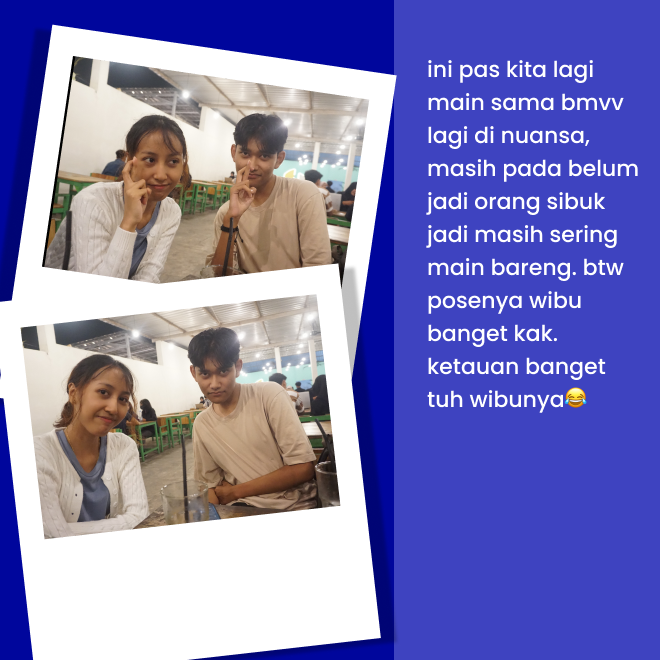 ini pas kita lagi
main sama bmvv
lagi di nuansa,
masih pada belum
jadi orang sibuk
jadi masih sering
main bareng. btw
posenya wibu
banget kak.
ketauan banget
tuh wibunya😂